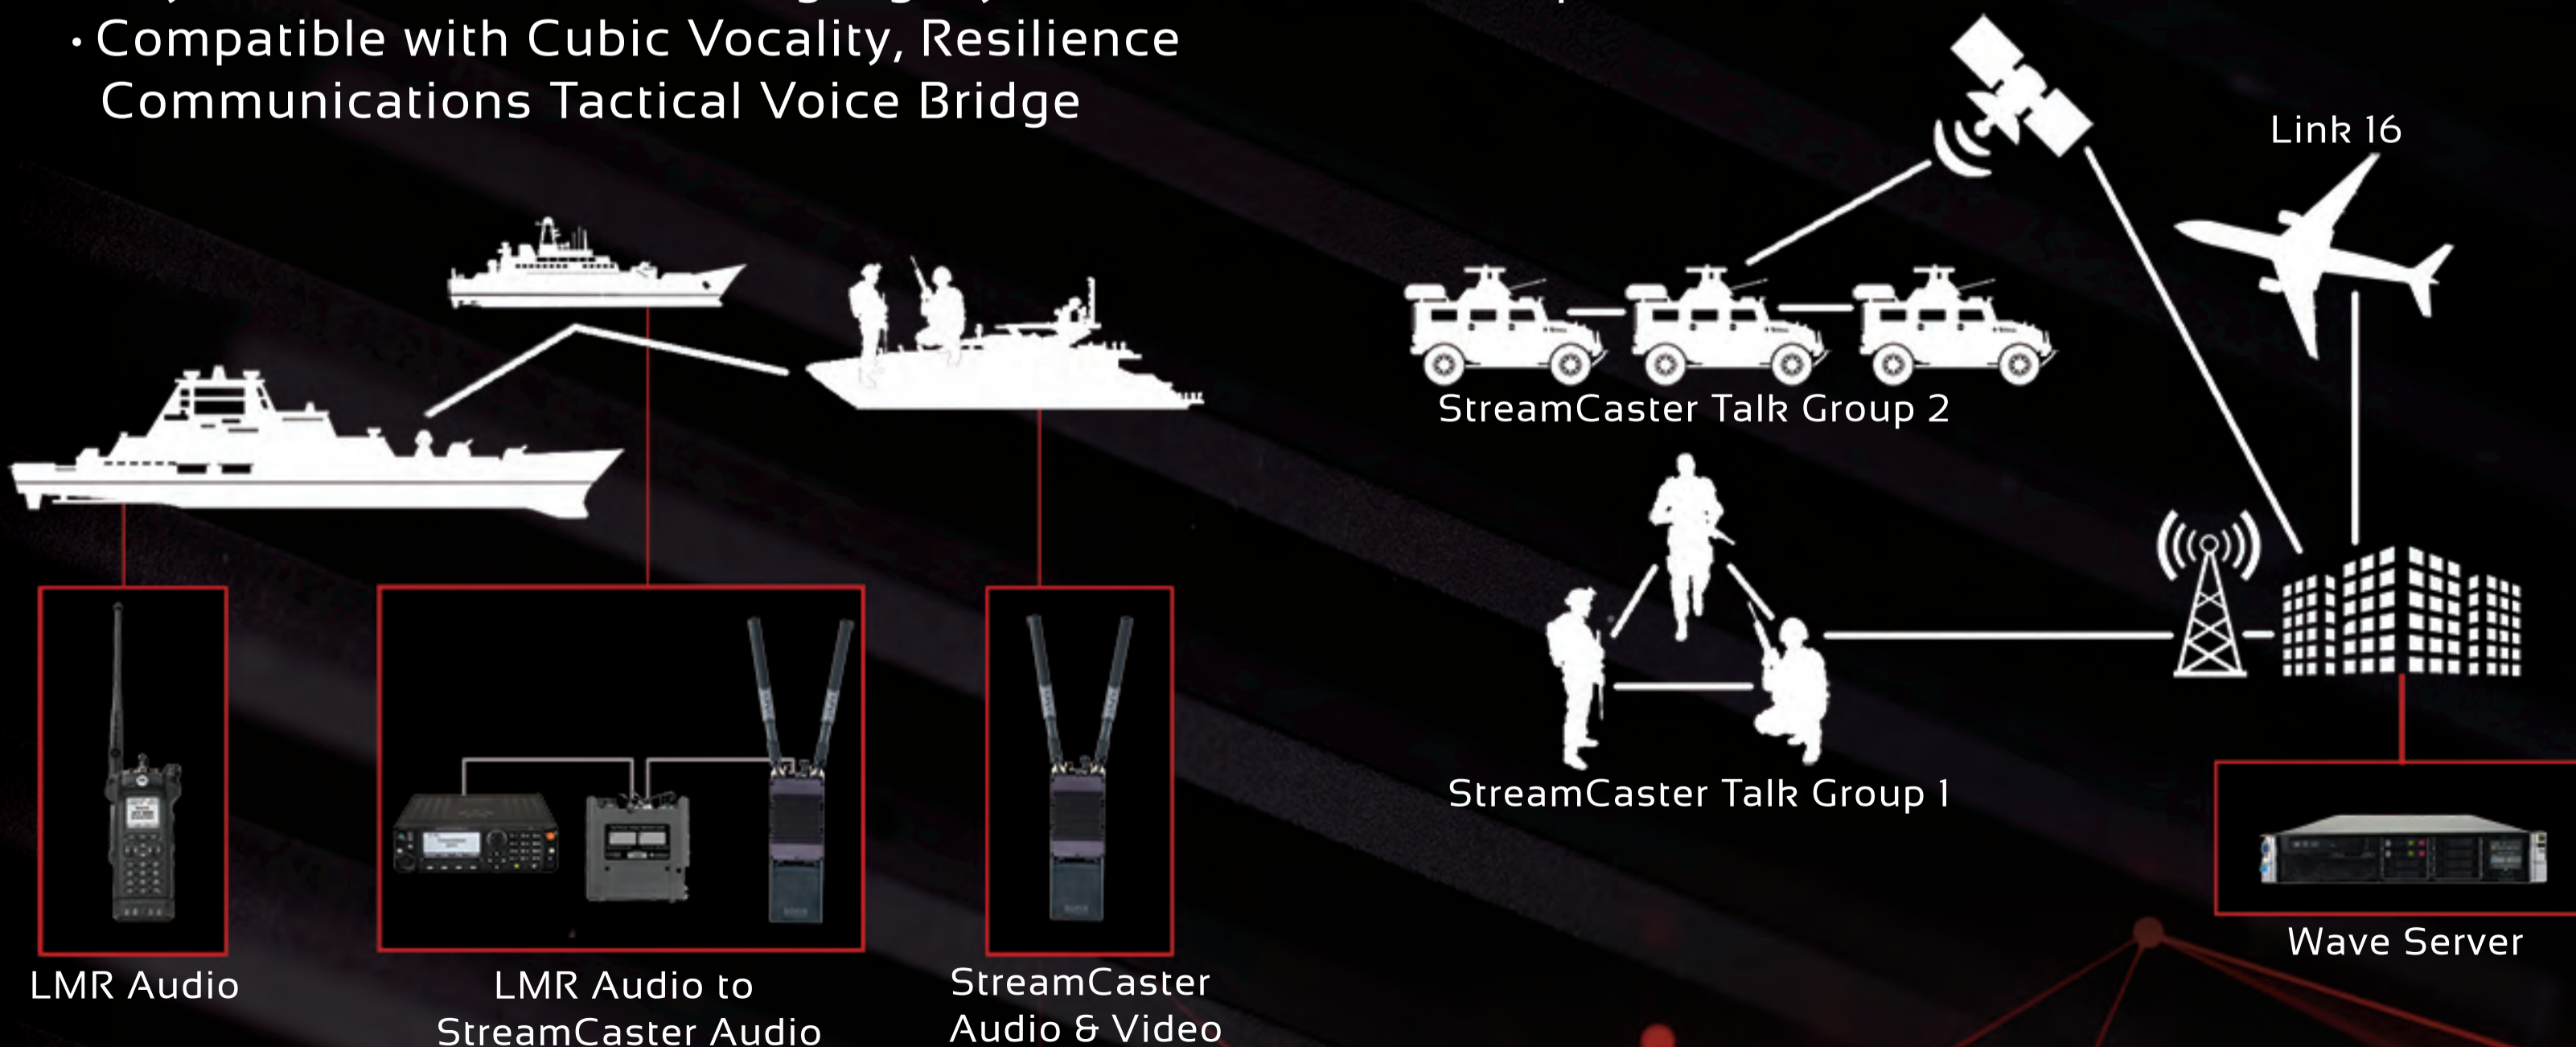 • Compatible with Cubic Vocality, Resilience
Communications Tactical Voice Bridge
Link 16
StreamCaster Talk Group 2
StreamCaster Talk Group 1
Wave Server
LMR Audio
LMR Audio to
StreamCaster Audio
StreamCaster
Audio & Video